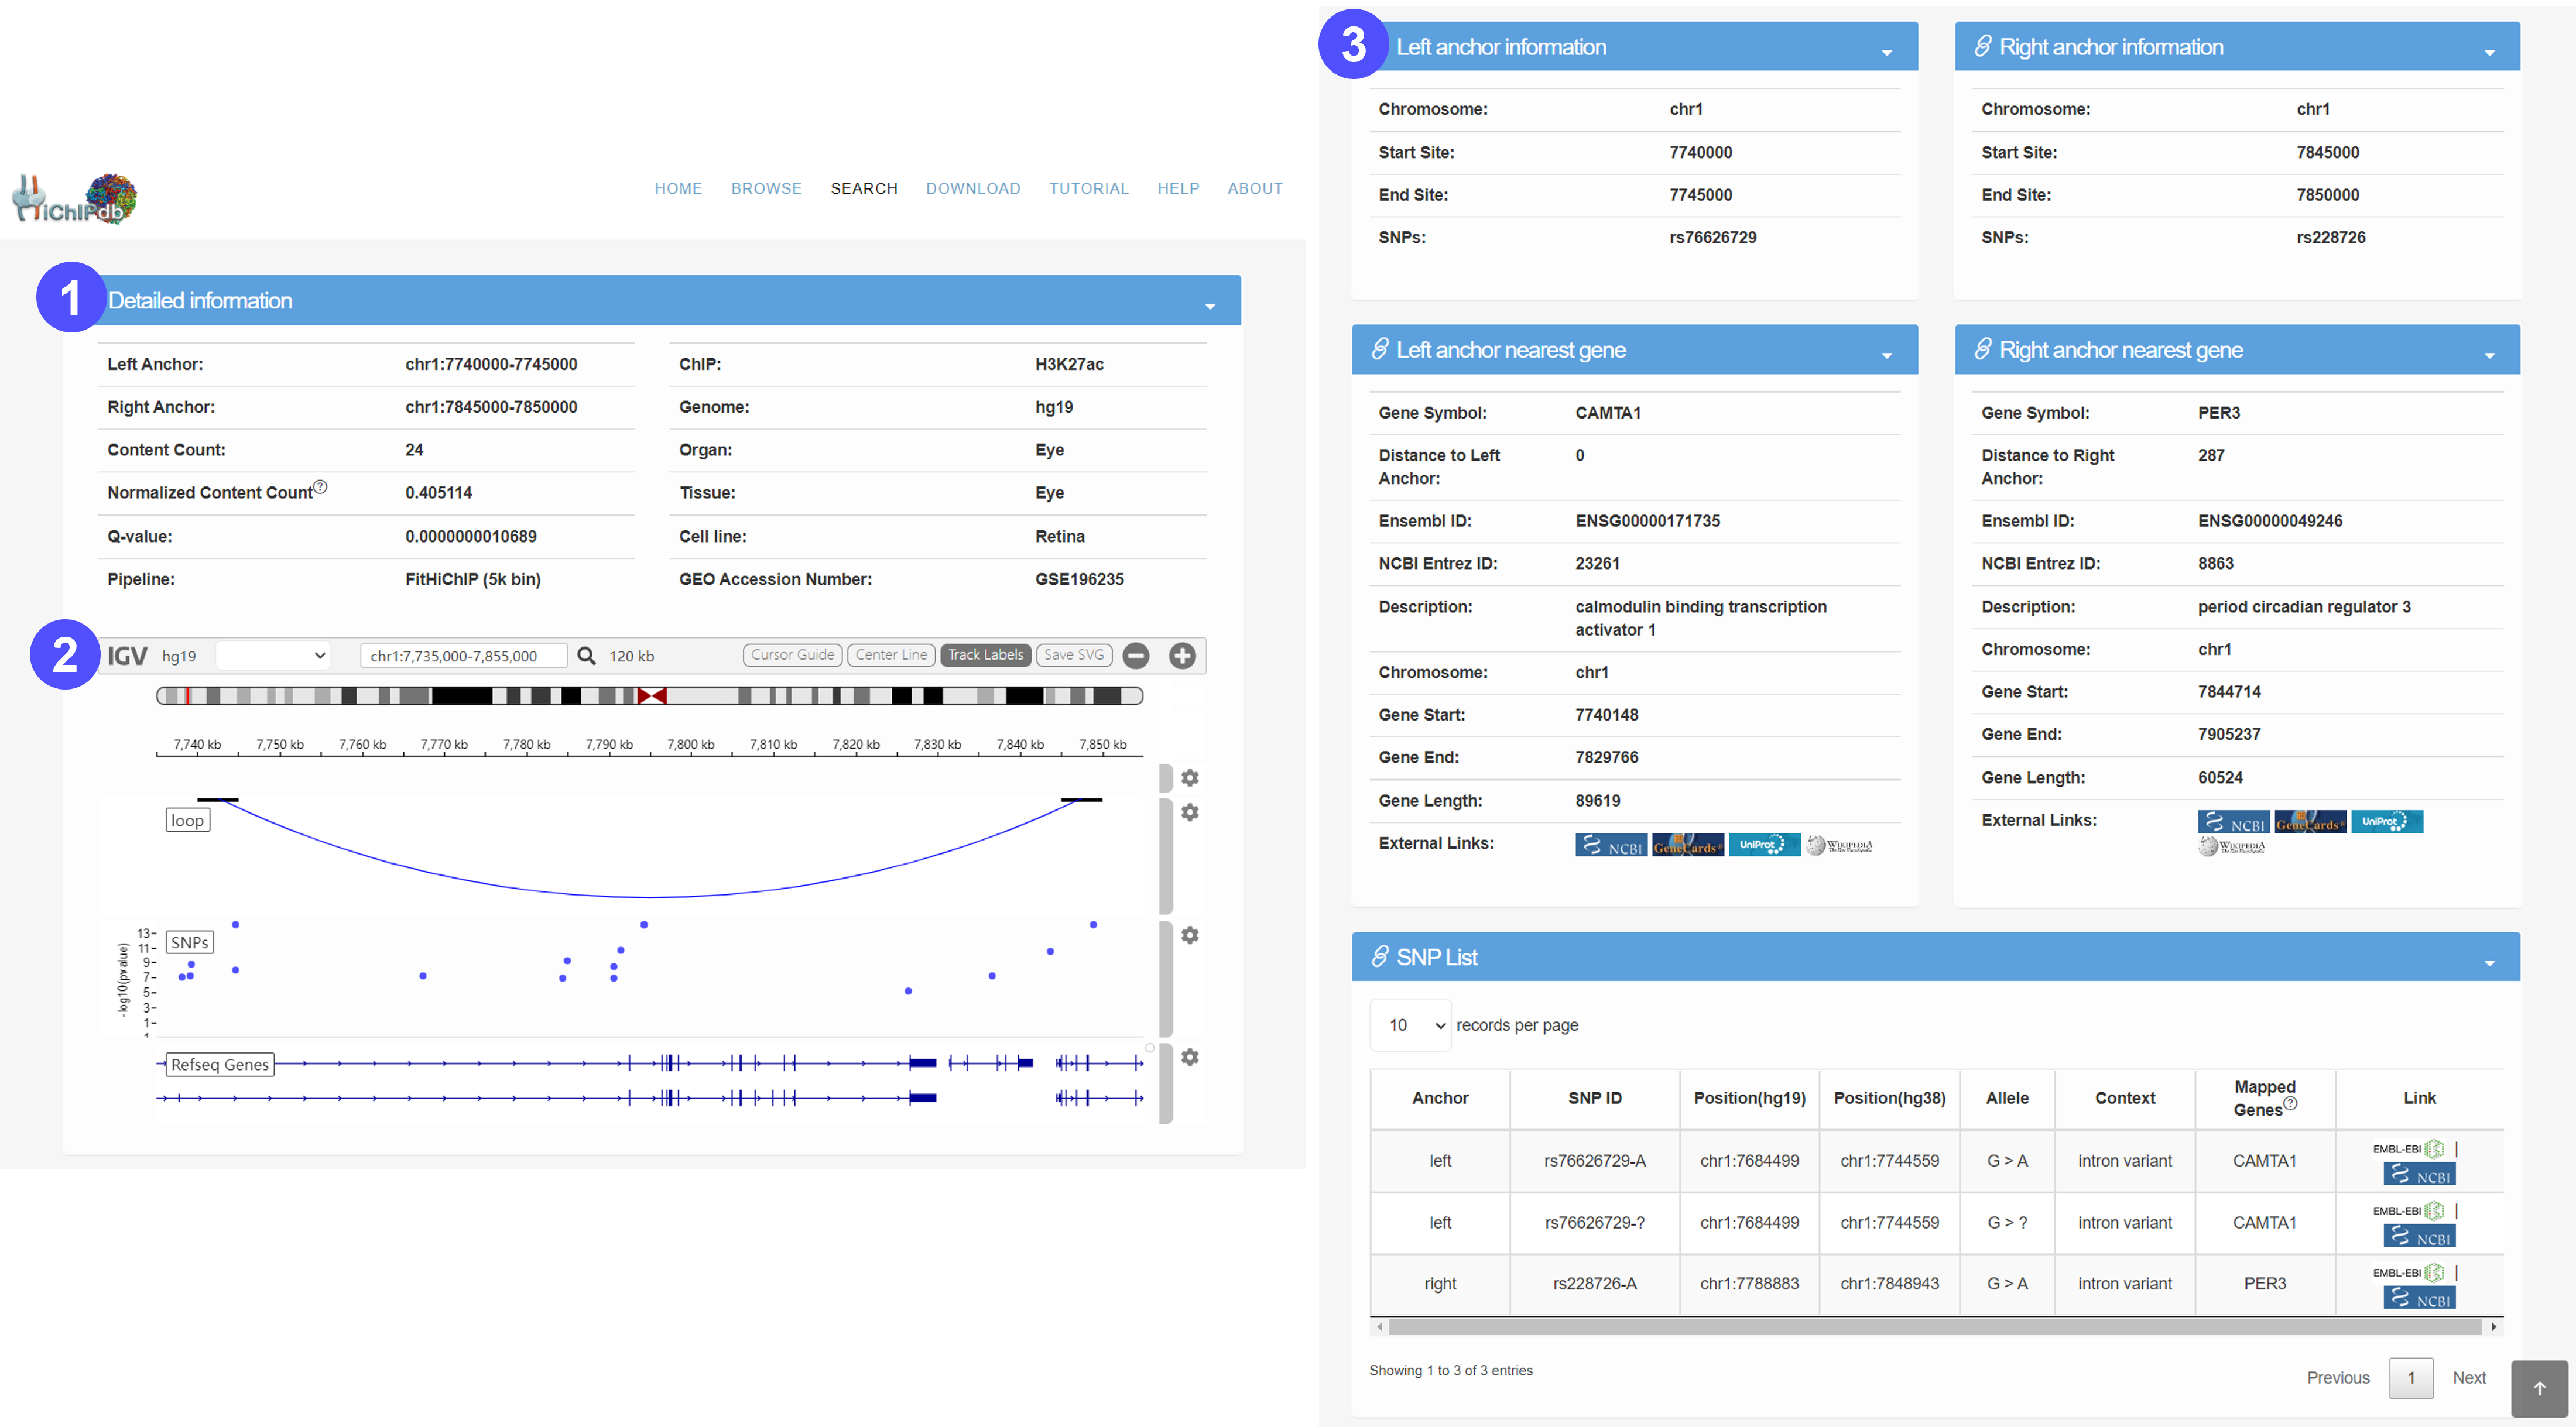 iChIPdb
HOME BROWSE SEARCH DOWNLOAD TUTORIAL HELP ABOUT
1
Detailed information
Left Anchor: chr1:7740000-7745000 ChIP: H3K27ac
Right Anchor: chr1:7845000-7850000 Genome: hg19
Content Count: 24 Organ: Eye
Normalized Content Count? 0.405114 Tissue: Eye
Q-value: 0.0000000010689 Cell line: Retina
Pipeline: FitHiChIP (5k bin) GEO Accession Number: GSE196235
2
IGV hg19 chr1:7,735,000-7,855,000 120 kb Cursor Guide Center Line Track Labels Save SVG
7,740 kb 7,750 kb 7,760 kb 7,770 kb 7,780 kb 7,790 kb 7,800 kb 7,810 kb 7,820 kb 7,830 kb 7,840 kb 7,850 kb
loop
SNPs
-log10(pvalue)
13-
11-
9-
7-
5-
3-
1-
Refseq Genes
3
Left anchor information
Chromosome: chr1
Start Site: 7740000
End Site: 7745000
SNPs: rs76626729
Right anchor information
Chromosome: chr1
Start Site: 7845000
End Site: 7850000
SNPs: rs228726
Left anchor nearest gene
Gene Symbol: CAMTA1
Distance to Left 0
Anchor:
Ensembl ID: ENSG00000171735
NCBI Entrez ID: 23261
Description: calmodulin binding transcription
activator 1
Chromosome: chr1
Gene Start: 7740148
Gene End: 7829766
Gene Length: 89619
External Links: NCBI GeneCards UniProt WIKIPEDIA
The Free Encyclopedia
Right anchor nearest gene
Gene Symbol: PER3
Distance to Right 287
Anchor:
Ensembl ID: ENSG00000049246
NCBI Entrez ID: 8863
Description: period circadian regulator 3
Chromosome: chr1
Gene Start: 7844714
Gene End: 7905237
Gene Length: 60524
External Links: NCBI GeneCards UniProt
WIKIPEDIA
The Free Encyclopedia
SNP List
10 records per page
Anchor SNP ID Position(hg19) Position(hg38) Allele Context Mapped Genes? Link
left rs76626729-A chr1:7684499 chr1:7744559 G > A intron variant CAMTA1 EMBL-EBI | NCBI
left rs76626729-? chr1:7684499 chr1:7744559 G > ? intron variant CAMTA1 EMBL-EBI | NCBI
right rs228726-A chr1:7788883 chr1:7848943 G > A intron variant PER3 EMBL-EBI | NCBI
Showing 1 to 3 of 3 entries
Previous 1 Next